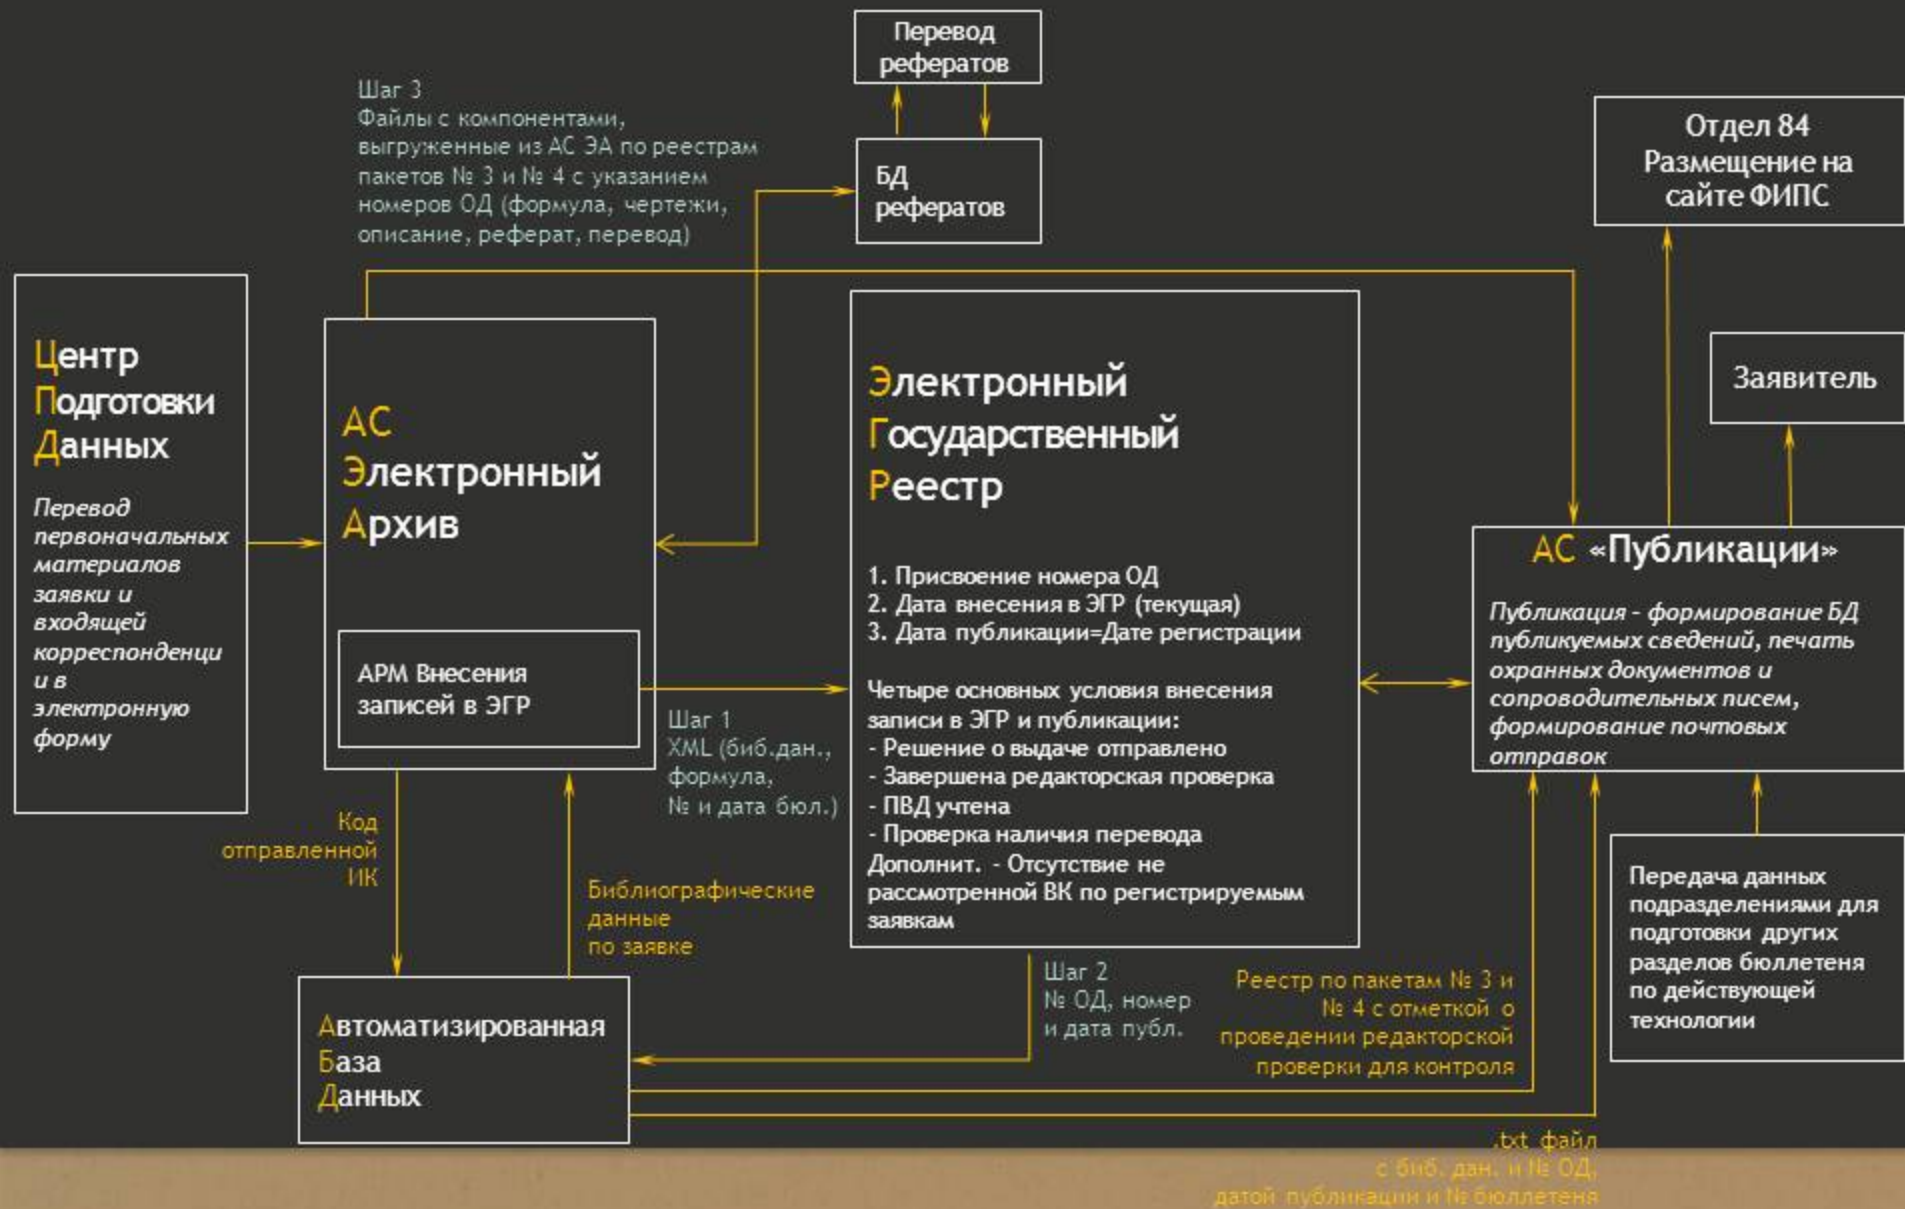 Перевод
рефератов
Шаг 3
Файлы с компонентами,
выгруженные из АС ЭА по реестрам
пакетов № 3 и № 4 с указанием
номеров ОД (формула, чертежи,
описание, реферат, перевод)
БД
рефератов
Отдел 84
Размещение на
сайте ФИПС
Центр
Подготовки
Данных
Перевод
первоначальных
материалов
заявки и
входящей
корреспонденци
и в
электронную
форму
АС
Электронный
Архив
АРМ Внесения
записей в ЭГР
Шаг 1
XML (биб.дан.,
формула,
№ и дата бюл.)
Электронный
Государственный
Реестр
1. Присвоение номера ОД
2. Дата внесения в ЭГР (текущая)
3. Дата публикации=Дате регистрации
Четыре основных условия внесения
записи в ЭГР и публикации:
- Решение о выдаче отправлено
- Завершена редакторская проверка
- ПВД учтена
- Проверка наличия перевода
Дополнит. - Отсутствие не
рассмотренной ВК по регистрируемым
заявкам
Заявитель
АС «Публикации»
Публикация – формирование БД
публикуемых сведений, печать
охранных документов и
сопроводительных писем,
формирование почтовых
отправок
Код
отправленной
ИК
Библиографические
данные
по заявке
Автоматизированная
База
Данных
Шаг 2
№ ОД, номер
и дата публ.
Реестр по пакетам № 3 и
№ 4 с отметкой о
проведении редакторской
проверки для контроля
Передача данных
подразделениями для
подготовки других
разделов бюллетеня
по действующей
технологии
.txt файл
с биб. дан. и № ОД,
датой публикации и № бюллетеня